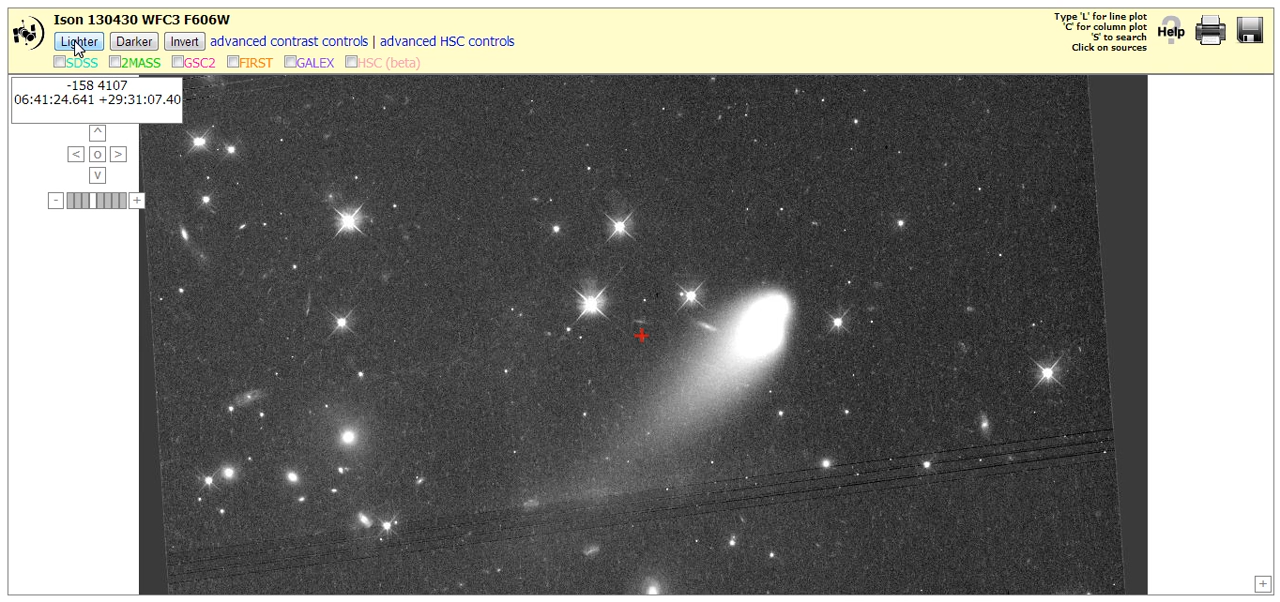 Ison 130430 WFC3 F606W
Lighter Darker Invert advanced contrast controls | advanced HSC controls
SDSS 2MASS GSC2 FIRST GALEX HSC (beta)
Type 'L' for line plot
'C' for column plot
'S' to search
Click on sources
Help
-158 4107
06:41:24.641 +29:31:07.40
^
< o >
v
- +
+